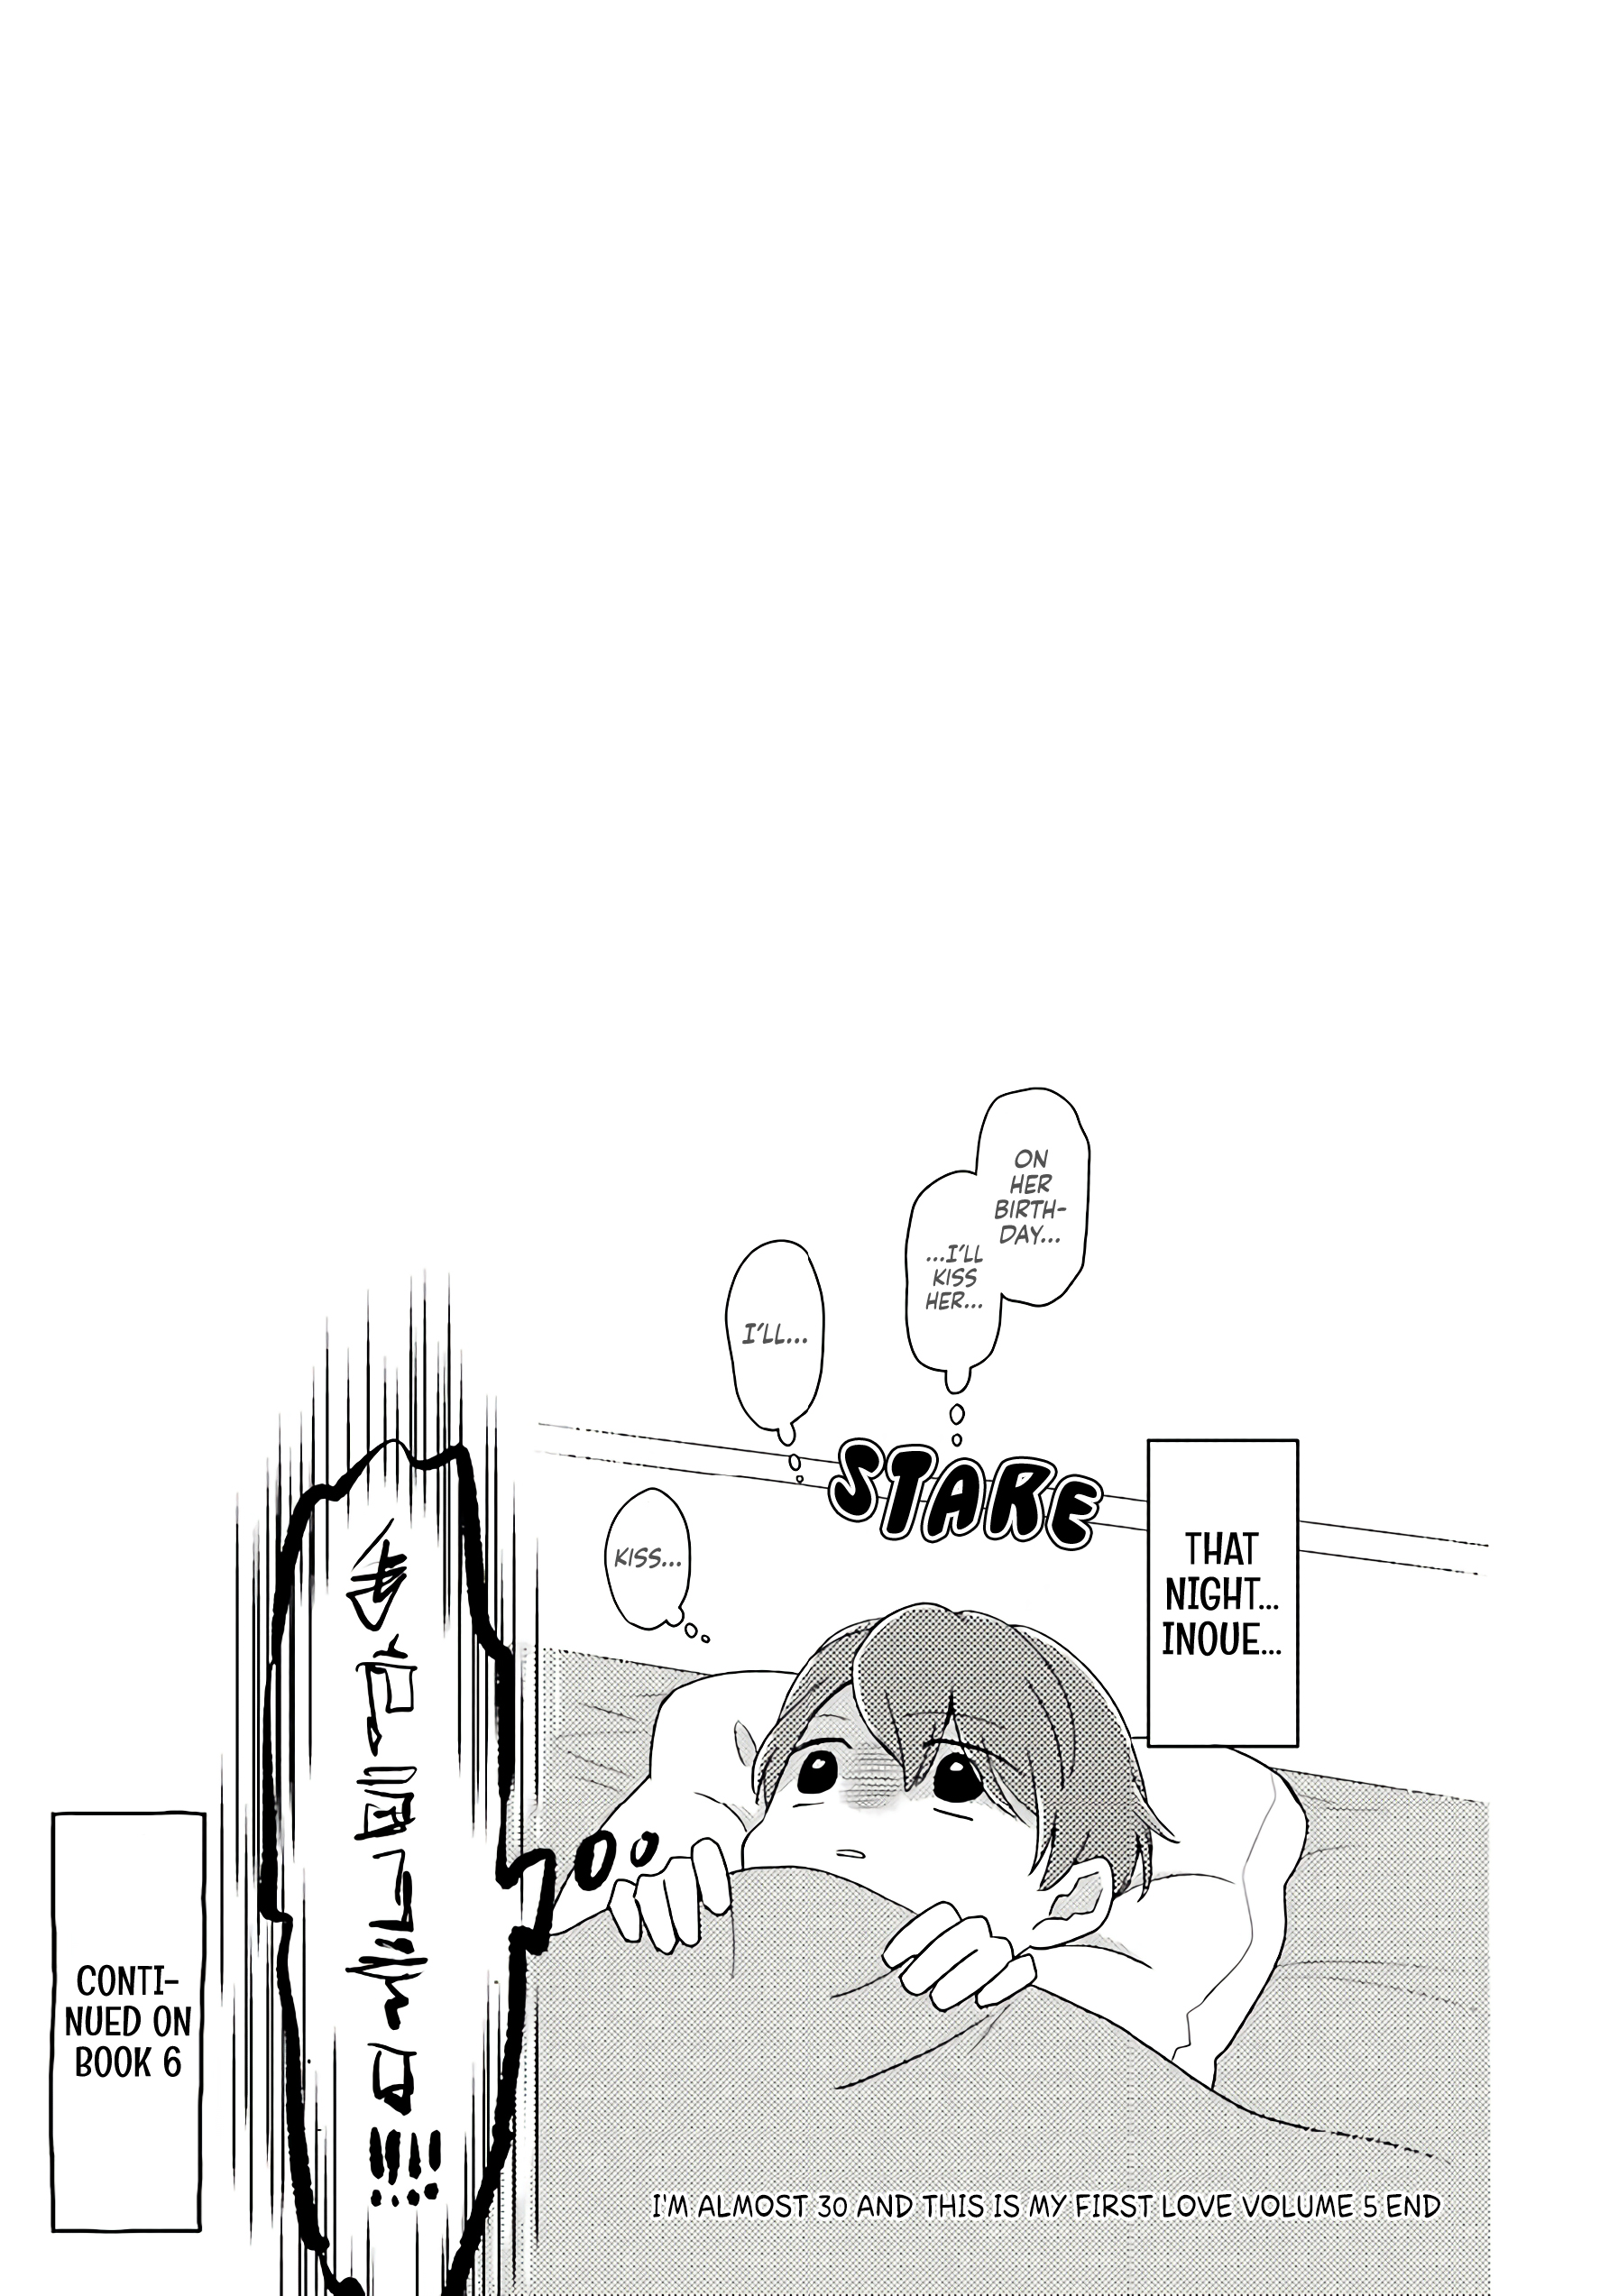 THAT
NIGHT...
INOUE...
ON
HER
BIRTH-
DAY...
...I'LL
KISS
HER...
STARE
I'LL...
KISS...
!!!!
CONTI-
NUED ON
BOOK 6
I'M ALMOST 30 AND THIS IS MY FIRST LOVE VOLUME 5 END